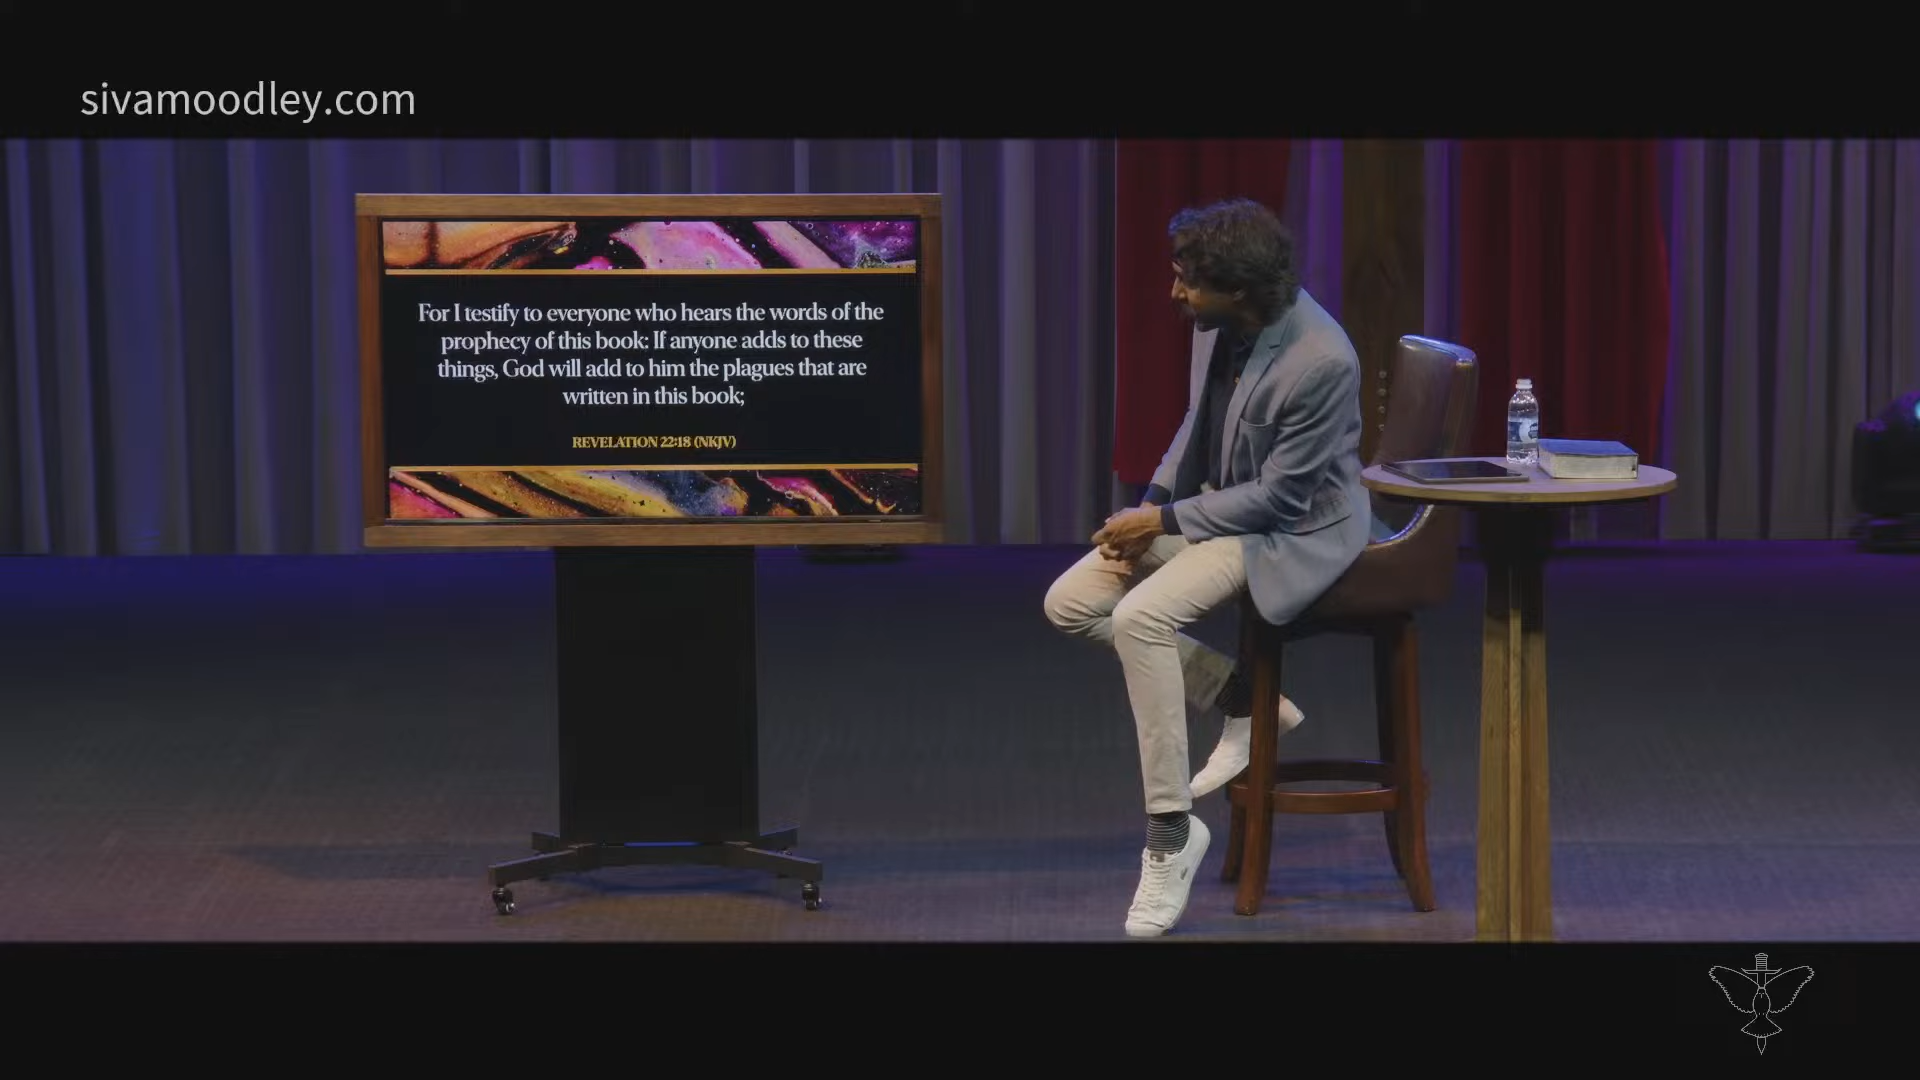 sivamoodley.com
For I testify to everyone who hears the words of the
prophecy of this book: If anyone adds to these
things, God will add to him the plagues that are
written in this book;
REVELATION 22:18 (NKJV)